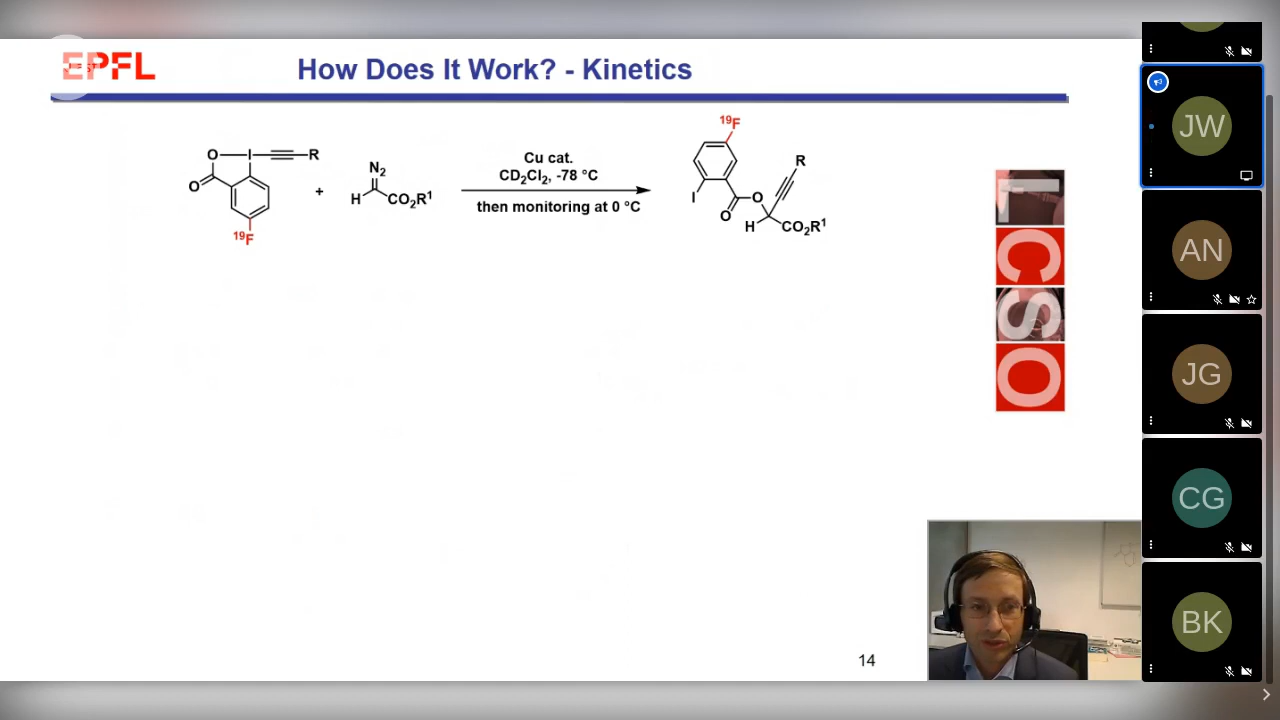 EPFL
How Does It Work? - Kinetics
19F
O
I
R
O
19F
+
N2
H
CO2R1
Cu cat.
CD2Cl2, -78 °C
then monitoring at 0 °C
19F
R
I
O
O
H
CO2R1
L
C
S
O
14
JW
AN
JG
CG
BK